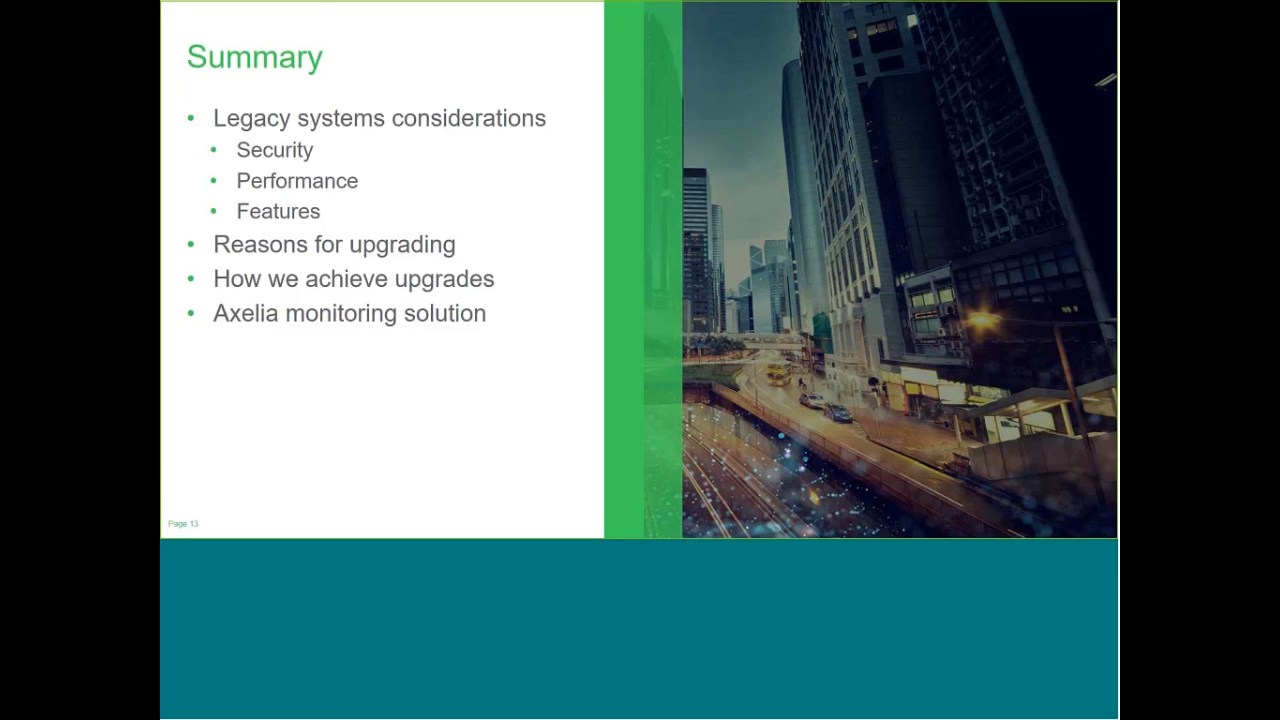 Summary
• Legacy systems considerations
• Security
• Performance
• Features
• Reasons for upgrading
• How we achieve upgrades
• Axelia monitoring solution
Page 13